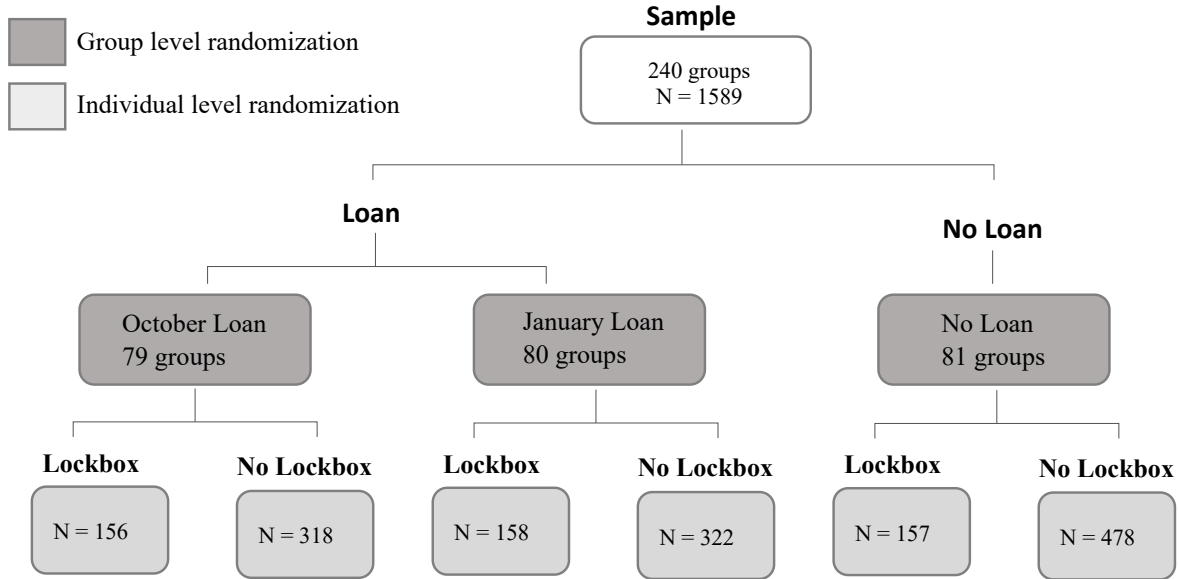 Sample
Group level randomization
Individual level randomization
240 groups
N = 1589
Loan
No Loan
October Loan
79 groups
January Loan
80 groups
No Loan
81 groups
Lockbox
No Lockbox
Lockbox
No Lockbox
Lockbox
No Lockbox
N = 156
N = 318
N = 158
N = 322
N = 157
N = 478